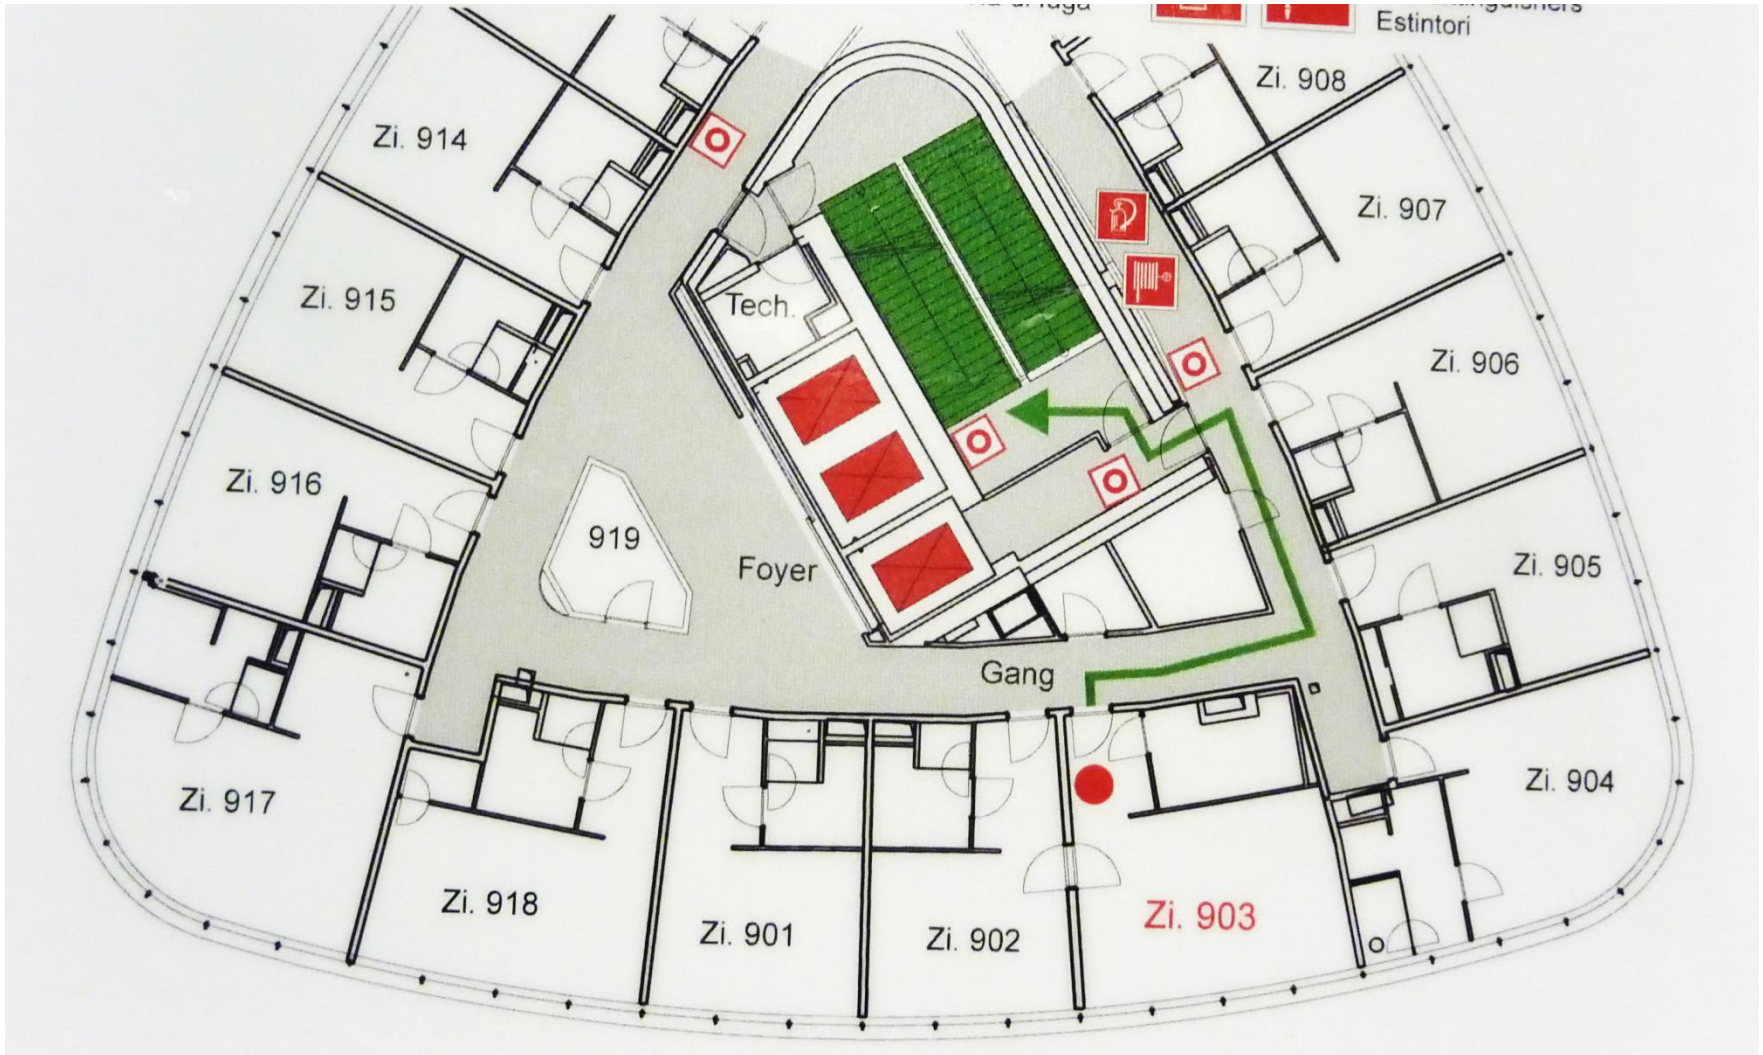 Estintori
Zi. 908
Zi. 914
Zi. 907
Zi. 915
Tech.
Zi. 906
Zi. 916
919
Foyer
Zi. 905
Gang
Zi. 904
Zi. 917
Zi. 918
Zi. 901
Zi. 902
Zi. 903